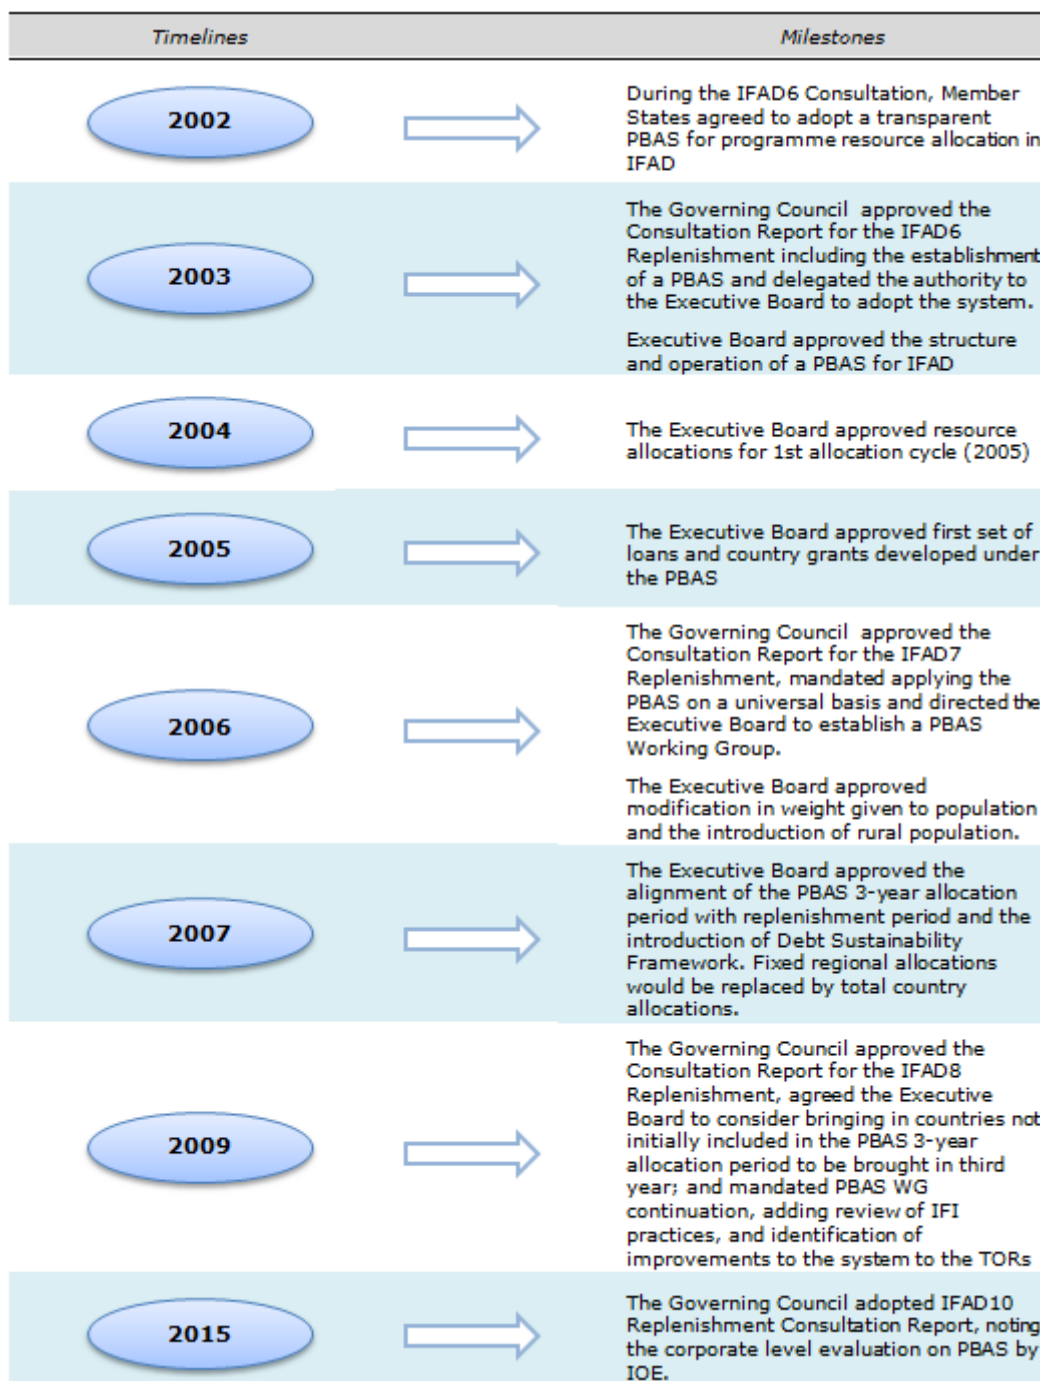 Timelines
Milestones
2002
During the IFAD6 Consultation, Member
States agreed to adopt a transparent
PBAS for programme resource allocation in
IFAD
2003
The Governing Council approved the
Consultation Report for the IFAD6
Replenishment including the establishment
of a PBAS and delegated the authority to
the Executive Board to adopt the system.
Executive Board approved the structure
and operation of a PBAS for IFAD
2004
The Executive Board approved resource
allocations for 1st allocation cycle (2005)
2005
The Executive Board approved first set of
loans and country grants developed under
the PBAS
2006
The Governing Council approved the
Consultation Report for the IFAD7
Replenishment, mandated applying the
PBAS on a universal basis and directed the
Executive Board to establish a PBAS
Working Group.
The Executive Board approved
modification in weight given to population
and the introduction of rural population.
2007
The Executive Board approved the
alignment of the PBAS 3-year allocation
period with replenishment period and the
introduction of Debt Sustainability
Framework. Fixed regional allocations
would be replaced by total country
allocations.
2009
The Governing Council approved the
Consultation Report for the IFAD8
Replenishment, agreed the Executive
Board to consider bringing in countries not
initially included in the PBAS 3-year
allocation period to be brought in third
year; and mandated PBAS WG
continuation, adding review of IFI
practices, and identification of
improvements to the system to the TORs
2015
The Governing Council adopted IFAD10
Replenishment Consultation Report, noting
the corporate level evaluation on PBAS by
IOE.